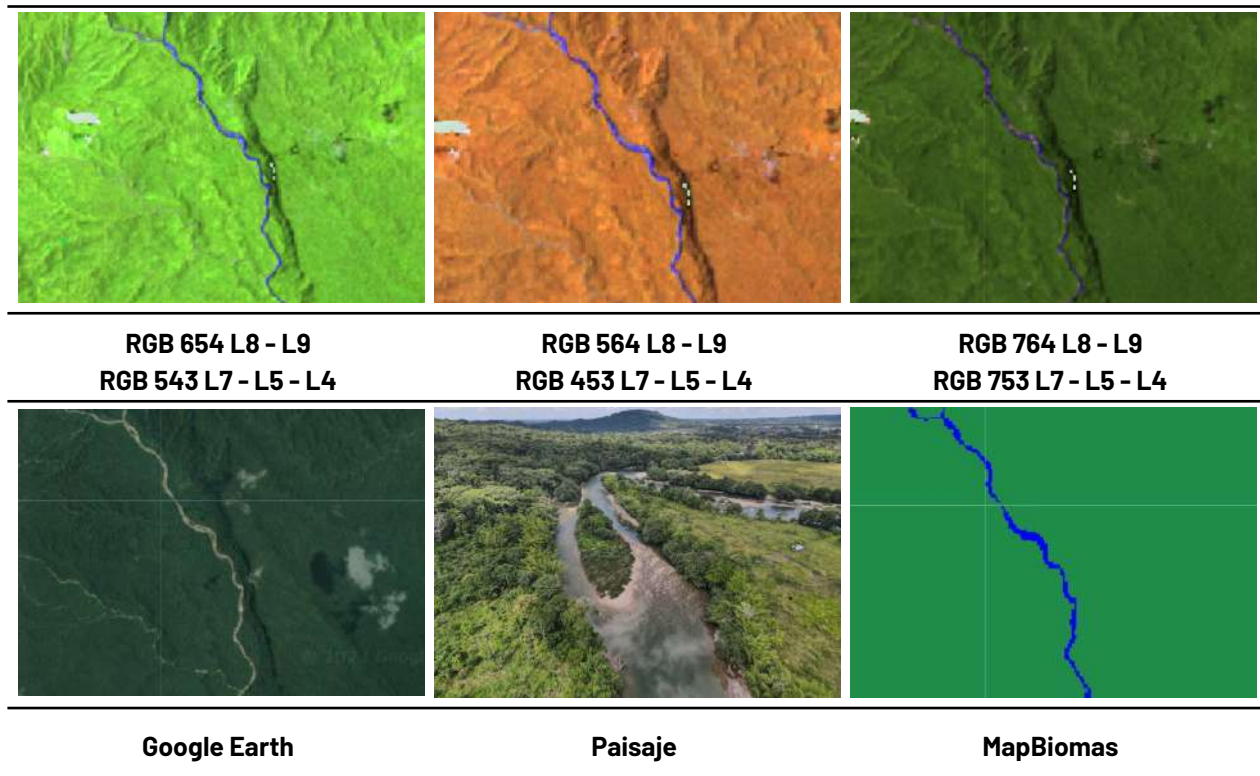 RGB 654 L8 - L9
RGB 543 L7 - L5 - L4
RGB 564 L8 - L9
RGB 453 L7 - L5 - L4
RGB 764 L8 - L9
RGB 753 L7 - L5 - L4
Google Earth
Paisaje
MapBiomas